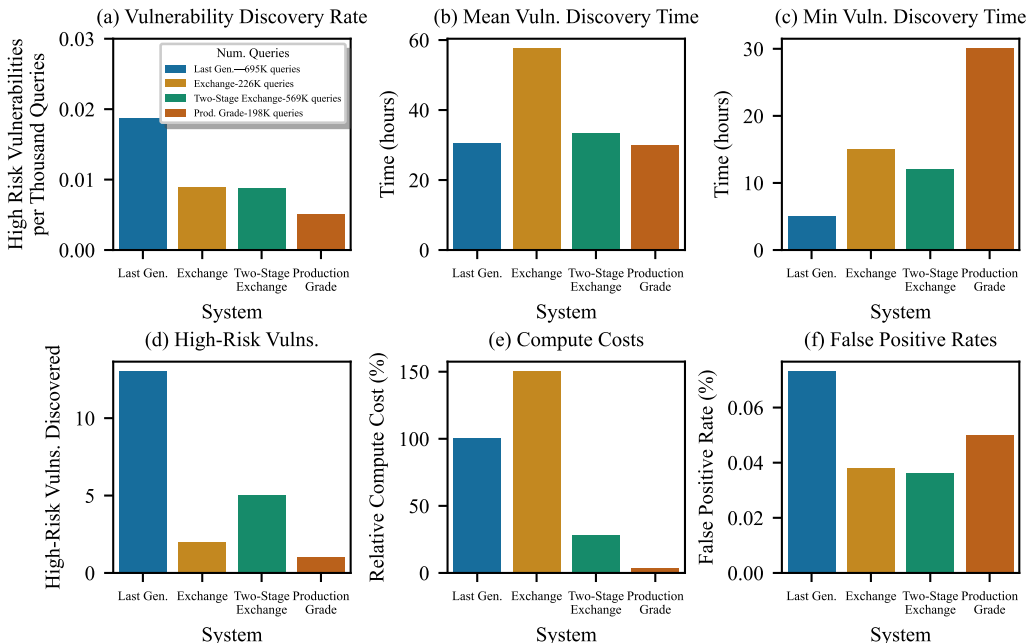 (a) Vulnerability Discovery Rate
High Risk Vulnerabilities
per Thousand Queries
0.03
0.02
0.01
0.00
Num. Queries
Last Gen.—695K queries
Exchange-226K queries
Two-Stage Exchange-569K queries
Prod. Grade-198K queries
Last Gen.
Exchange
Two-Stage
Exchange
Production
Grade
System
(b) Mean Vuln. Discovery Time
Time (hours)
60
40
20
0
Last Gen.
Exchange
Two-Stage
Exchange
Production
Grade
System
(c) Min Vuln. Discovery Time
Time (hours)
30
20
10
0
Last Gen.
Exchange
Two-Stage
Exchange
Production
Grade
System
(d) High-Risk Vulns.
High-Risk Vulns. Discovered
10
5
0
Last Gen.
Exchange
Two-Stage
Exchange
Production
Grade
System
(e) Compute Costs
Relative Compute Cost (%)
150
100
50
0
Last Gen.
Exchange
Two-Stage
Exchange
Production
Grade
System
(f) False Positive Rates
False Positive Rate (%)
0.06
0.04
0.02
0.00
Last Gen.
Exchange
Two-Stage
Exchange
Production
Grade
System